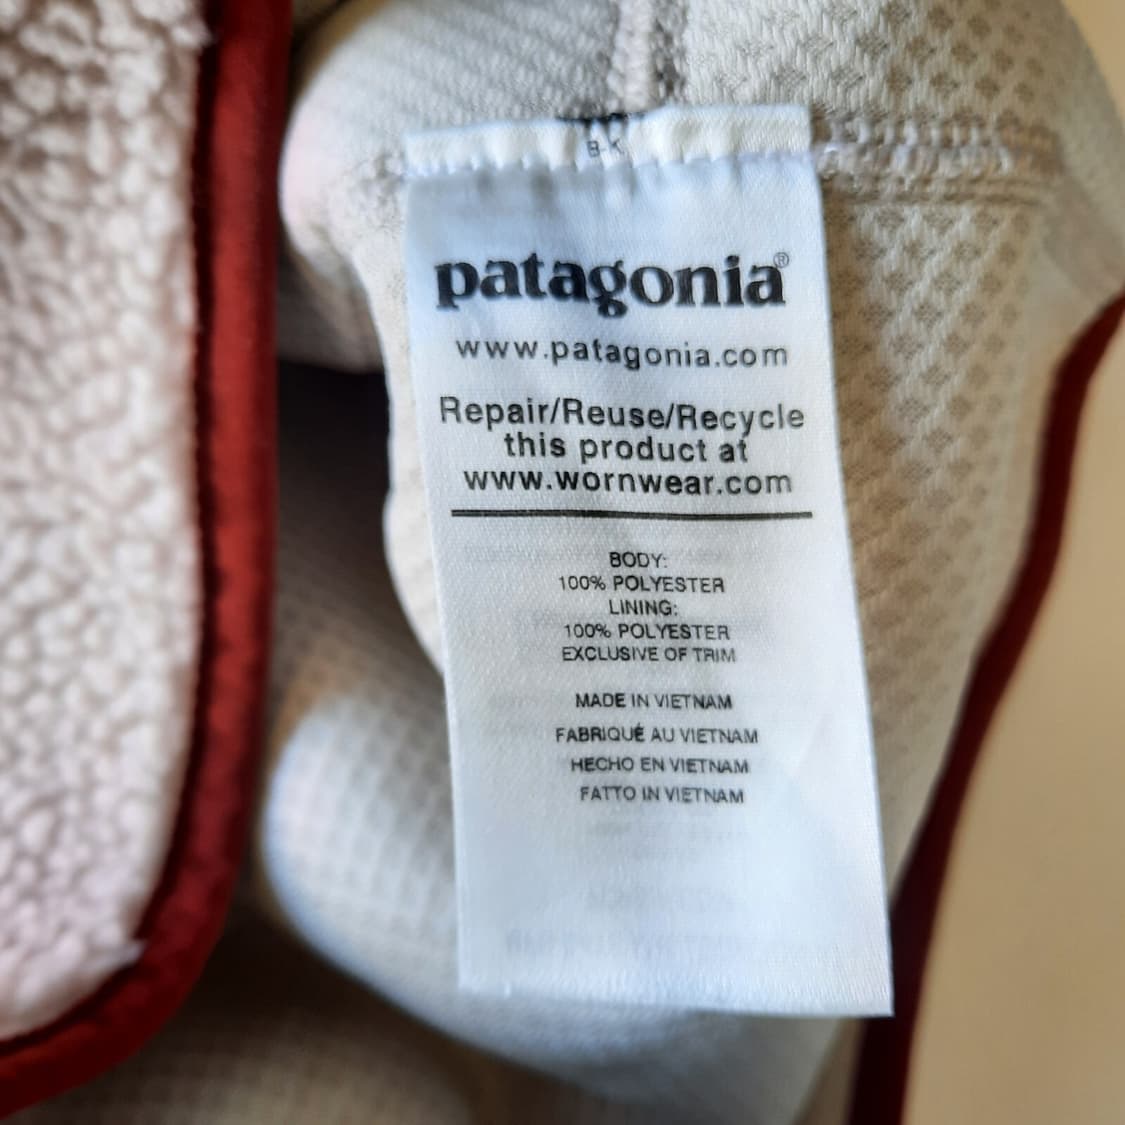 B-K
patagonia®
www.patagonia.com
Repair/Reuse/Recycle
this product at
www.wornwear.com
BODY:
100% POLYESTER
LINING:
100% POLYESTER
EXCLUSIVE OF TRIM
MADE IN VIETNAM
FABRIQUÉ AU VIETNAM
HECHO EN VIETNAM
FATTO IN VIETNAM